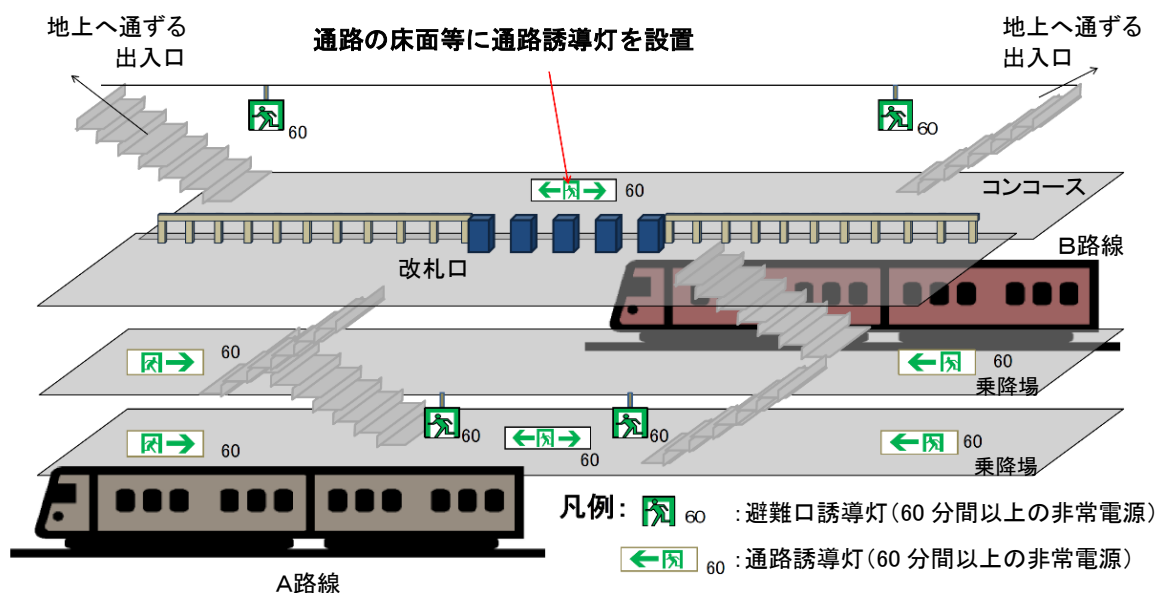 地上へ通ずる
出入口
通路の床面等に通路誘導灯を設置
地上へ通ずる
出入口
60
60
60
コンコース
改札口
B路線
60
60
乗降場
60
60
60
60
60
乗降場
A路線
凡例：
60 ：避難口誘導灯（60 分間以上の非常電源）
60 ：通路誘導灯（60 分間以上の非常電源）